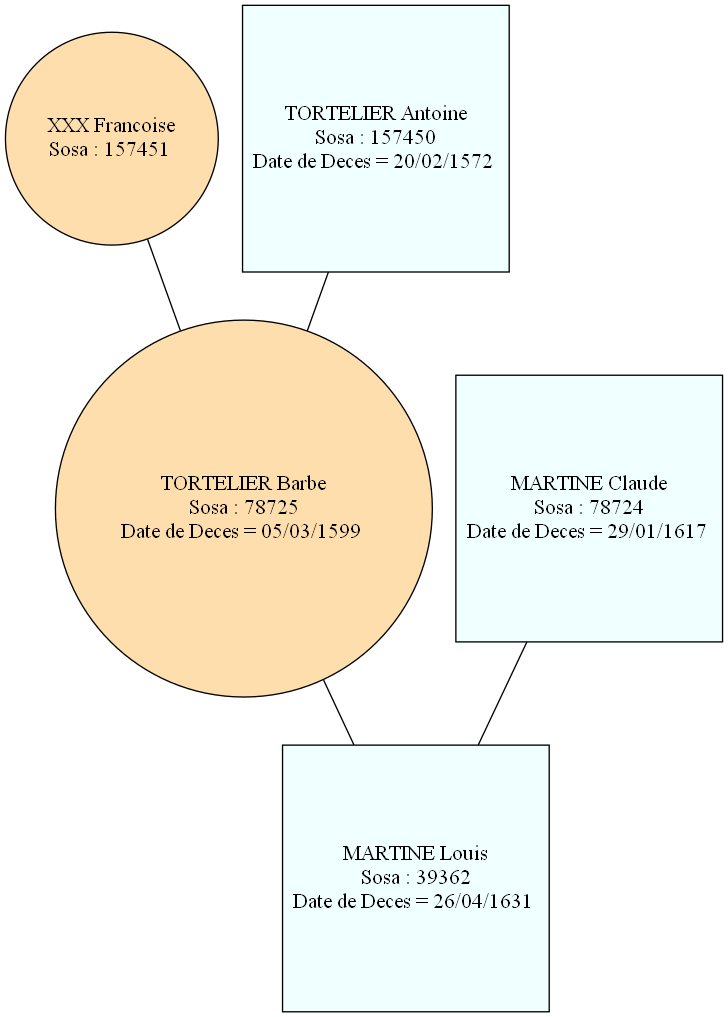 XXX Francoise
Sosa : 157451
TORTELIER Antoine
Sosa : 157450
Date de Deces = 20/02/1572
TORTELIER Barbe
Sosa : 78725
Date de Deces = 05/03/1599
MARTINE Claude
Sosa : 78724
Date de Deces = 29/01/1617
MARTINE Louis
Sosa : 39362
Date de Deces = 26/04/1631